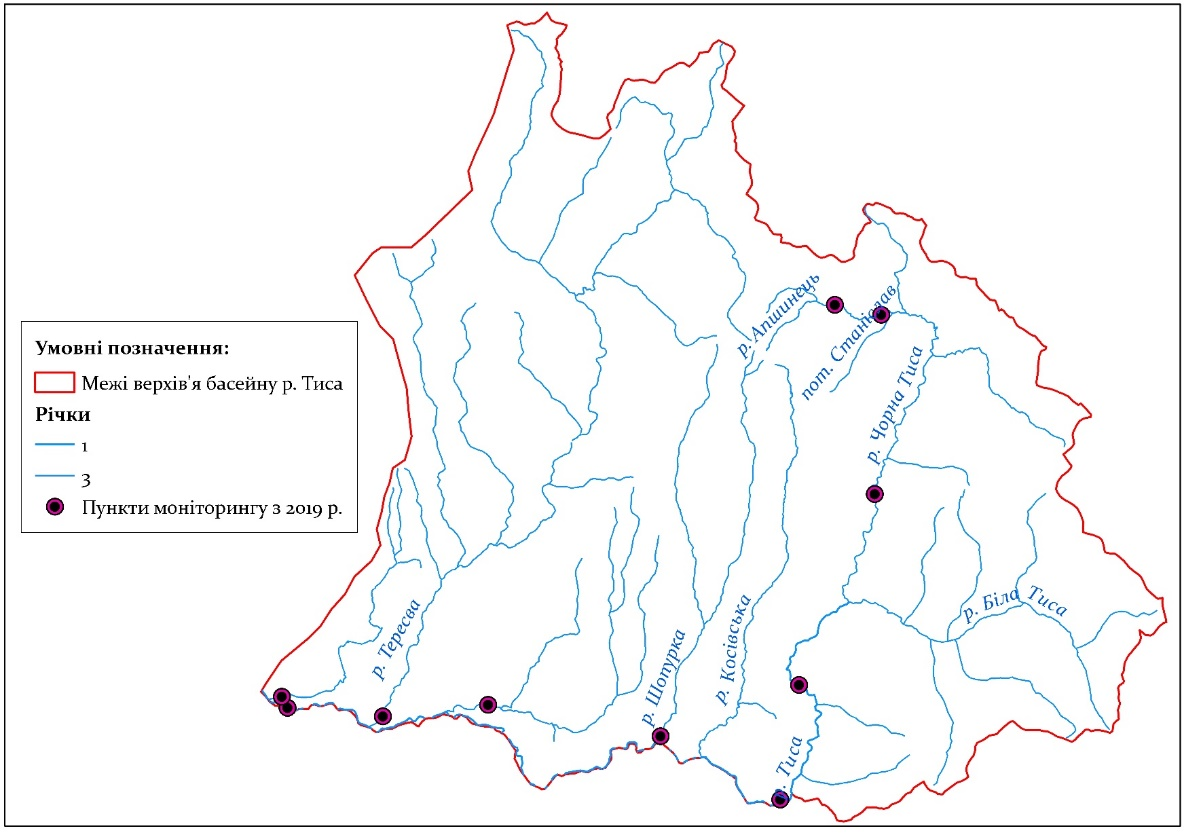 Умовні позначення:
Межі верхів'я басейну р. Тиса
Річки
1
3
Пункти моніторингу з 2019 р.
р. Апшинець
пот. Станіслав
р. Чорна Тиса
р. Біла Тиса
р. Тересва
р. Шопурка
р. Косівська
р. Тиса